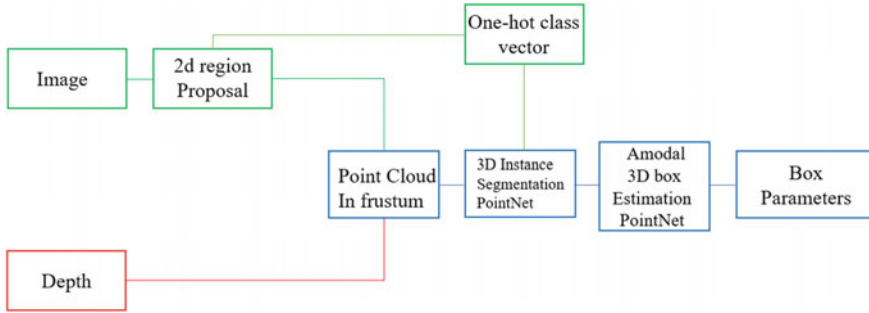 One-hot class
vector
Image
2d region
Proposal
Point Cloud
In frustum
3D Instance
Segmentation
PointNet
Amodal
3D box
Estimation
PointNet
Box
Parameters
Depth